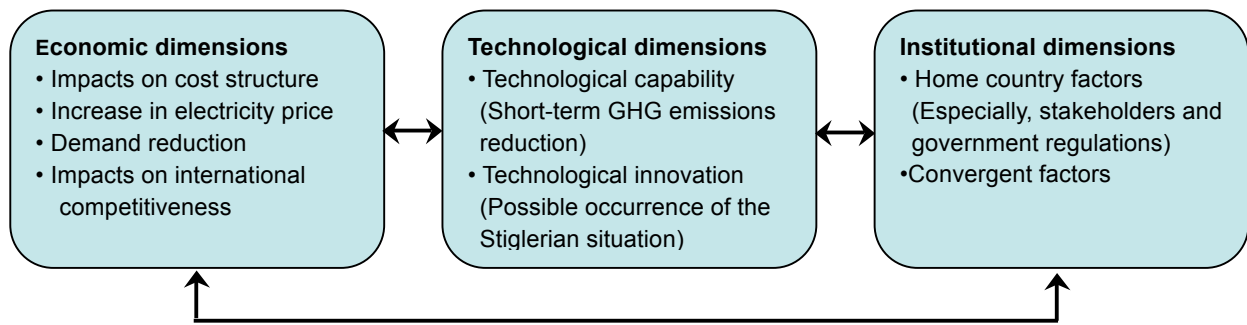 Economic dimensions
• Impacts on cost structure
• Increase in electricity price
• Demand reduction
• Impacts on international
competitiveness
Technological dimensions
• Technological capability
(Short-term GHG emissions
reduction)
• Technological innovation
(Possible occurrence of the
Stiglerian situation)
Institutional dimensions
• Home country factors
(Especially, stakeholders and
government regulations)
•Convergent factors